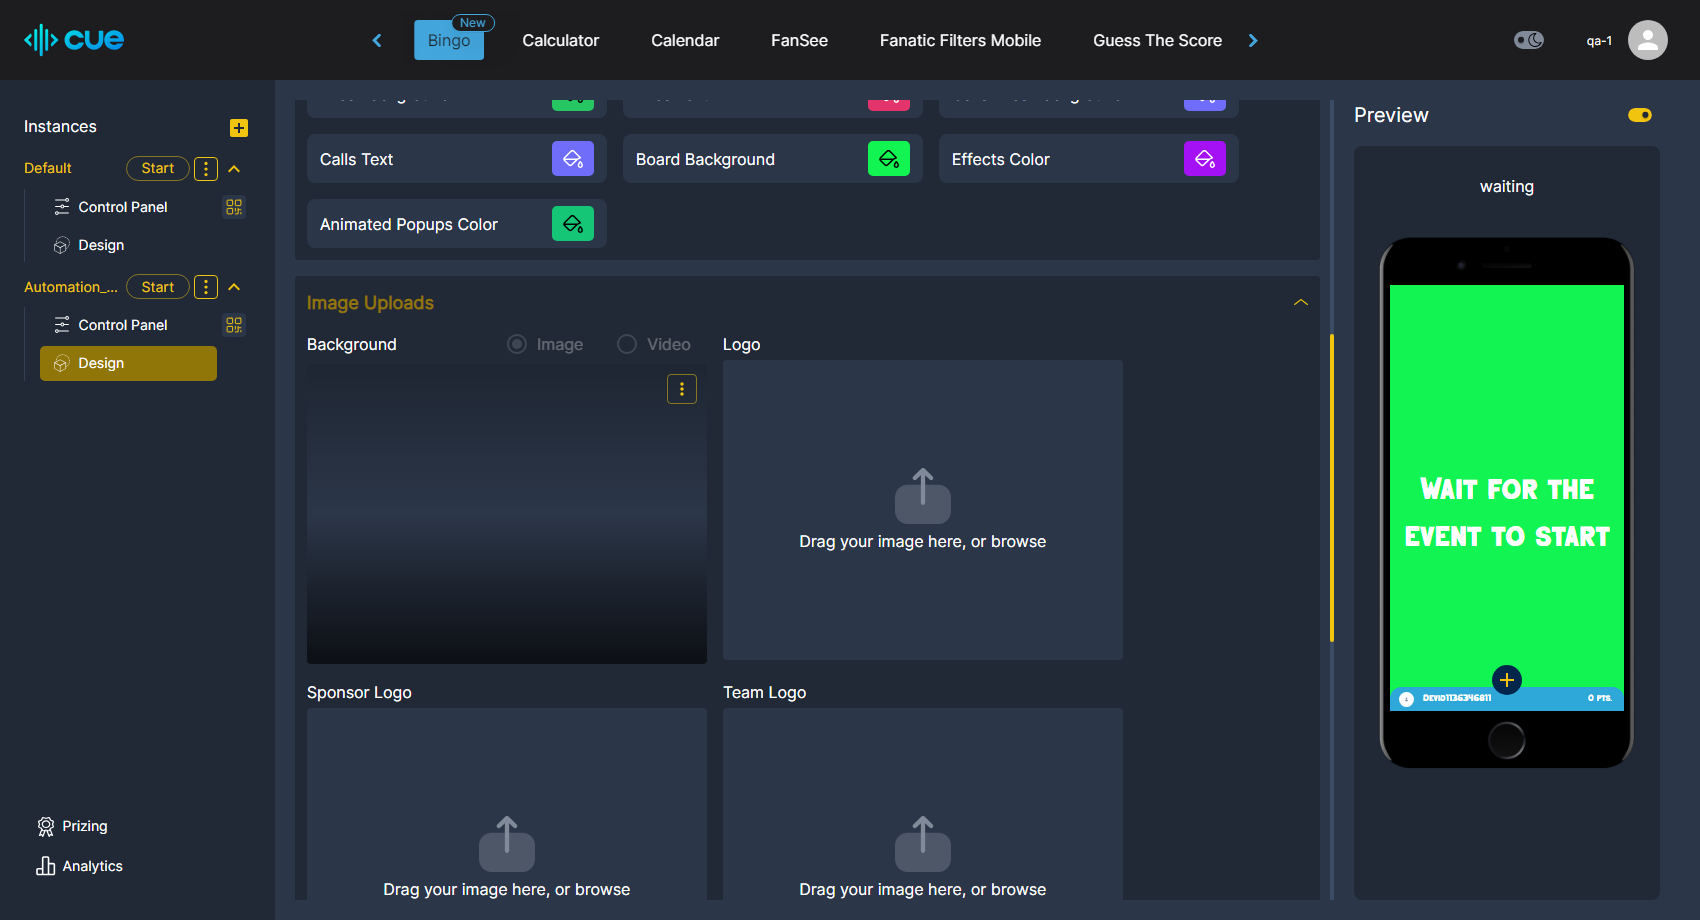 cue
New
Bingo
Calculator
Calendar
FanSee
Fanatic Filters Mobile
Guess The Score
qa-1
Instances
Default
Start
Control Panel
Design
Automation_...
Start
Control Panel
Design
Prizing
Analytics
Calls Text
Board Background
Effects Color
Animated Popups Color
Image Uploads
Background
Image
Video
Logo
Drag your image here, or browse
Sponsor Logo
Team Logo
Drag your image here, or browse
Drag your image here, or browse
Preview
waiting
Wait for the
event to start
Devid1136346811
0 pts.